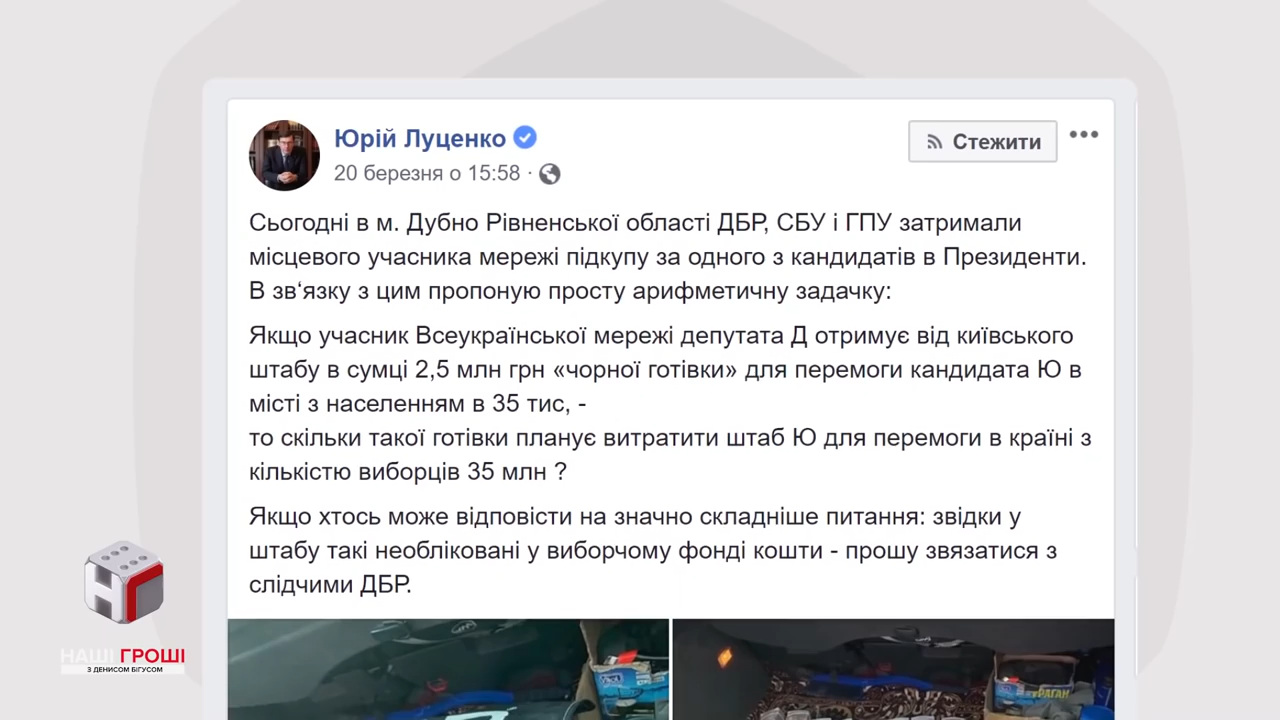 Юрій Луценко
Стежити
20 березня о 15:58 ·
Сьогодні в м. Дубно Рівненської області ДБР, СБУ і ГПУ затримали
місцевого учасника мережі підкупу за одного з кандидатів в Президенти.
В зв‘язку з цим пропоную просту арифметичну задачку:
Якщо учасник Всеукраїнської мережі депутата Д отримує від київського
штабу в сумці 2,5 млн грн «чорної готівки» для перемоги кандидата Ю в
місті з населенням в 35 тис, -
то скільки такої готівки планує витратити штаб Ю для перемоги в країні з
кількістю виборців 35 млн ?
Якщо хтось може відповісти на значно складніше питання: звідки у
штабу такі необліковані у виборчому фонді кошти - прошу звязатися з
слідчими ДБР.
НАШІ ГРОШІ
З ДЕНИСОМ БІГУСОМ
УРАГАН